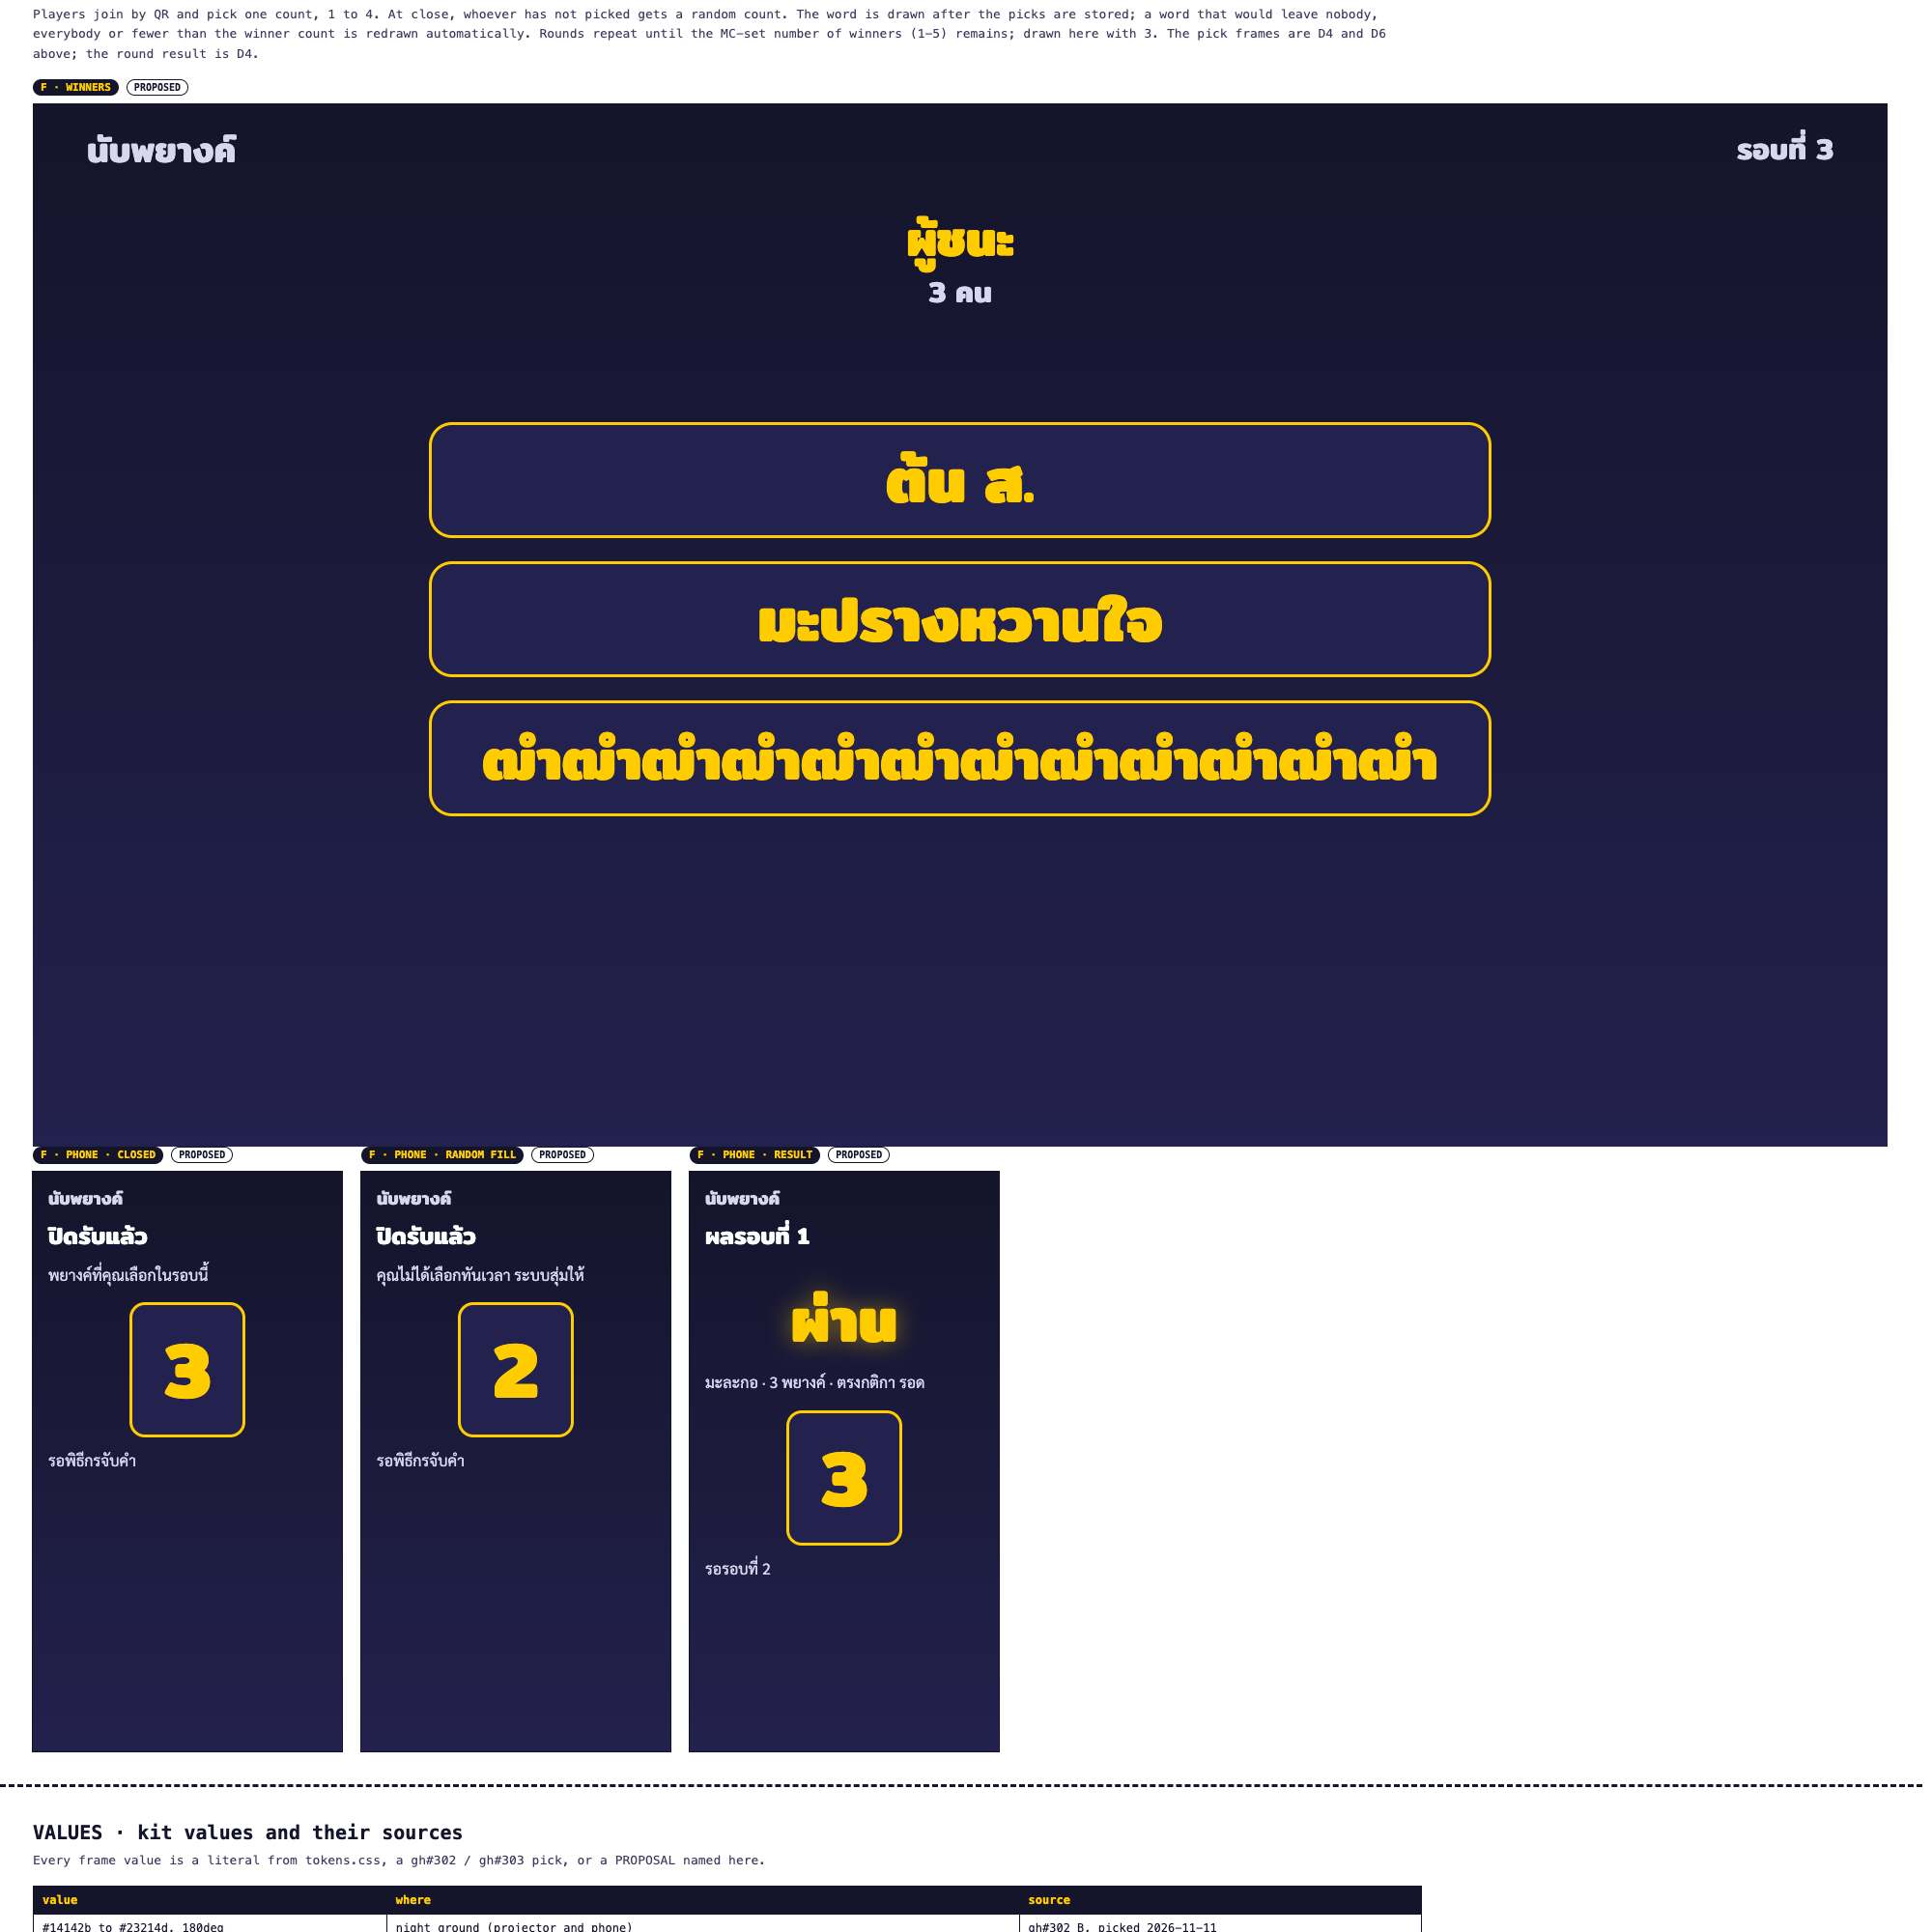 Players join by QR and pick one count, 1 to 4. At close, whoever has not picked gets a random count. The word is drawn after the picks are stored; a word that would leave nobody,
everybody or fewer than the winner count is redrawn automatically. Rounds repeat until the MC-set number of winners (1–5) remains; drawn here with 3. The pick frames are D4 and D6
above; the round result is D4.
F · WINNERS PROPOSED
นับพยางค์ รอบที่ 3
ผู้ชนะ
3 คน
ต้น ส.
มะปรางหวานใจ
ฒำฒำฒำฒำฒำฒำฒำฒำฒำฒำฒำฒำ
F · PHONE · CLOSED PROPOSED
นับพยางค์
ปิดรับแล้ว
พยางค์ที่คุณเลือกในรอบนี้
3
รอพิธีกรจับคำ
F · PHONE · RANDOM FILL PROPOSED
นับพยางค์
ปิดรับแล้ว
คุณไม่ได้เลือกทันเวลา ระบบสุ่มให้
2
รอพิธีกรจับคำ
F · PHONE · RESULT PROPOSED
นับพยางค์
ผลรอบที่ 1
ผ่าน
มะละกอ · 3 พยางค์ · ตรงกติกา รอด
3
รอรอบที่ 2
VALUES · kit values and their sources
Every frame value is a literal from tokens.css, a gh#302 / gh#303 pick, or a PROPOSAL named here.
value where source
#14142b to #23214d, 180deg night ground (projector and phone) gh#302 B, picked 2026-11-11